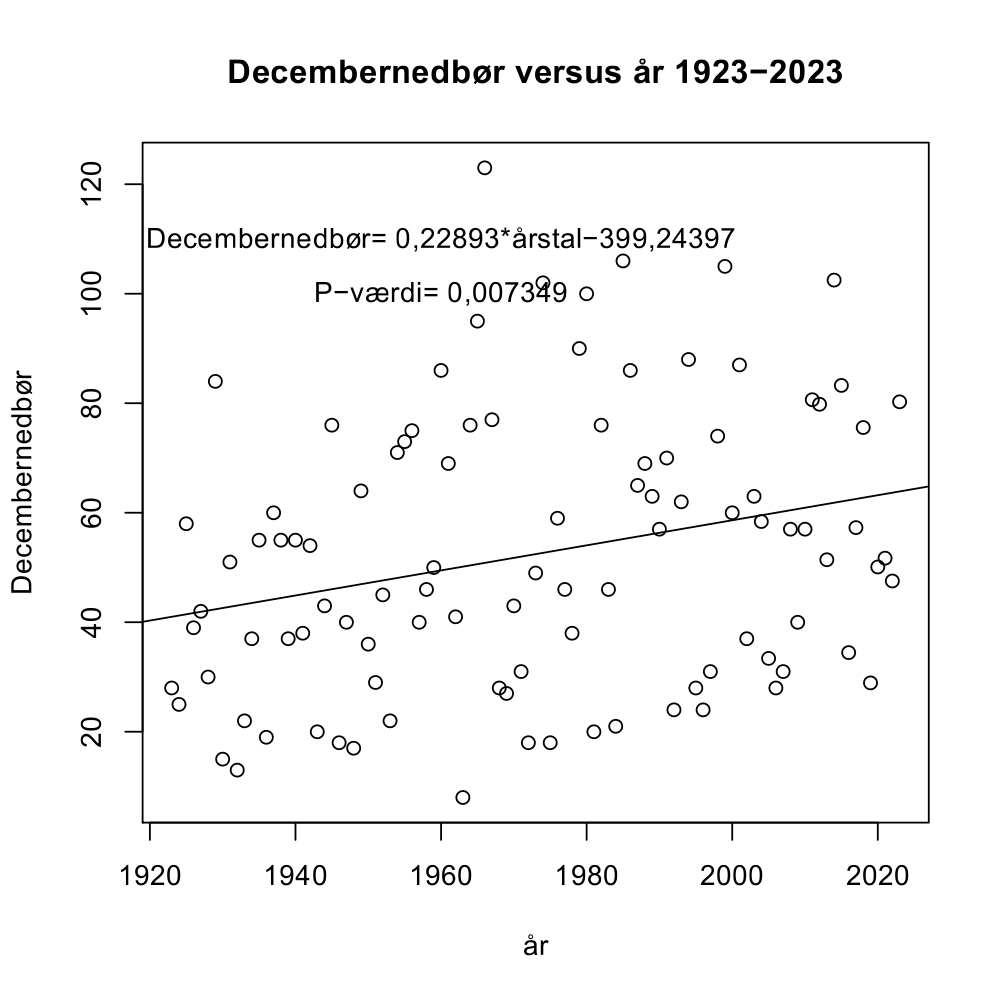 Decembernedbør versus år 1923−2023
Decembernedbør= 0,22893*årstal−399,24397
P−værdi= 0,007349
Decembernedbør
120
100
80
60
40
20
1920 1940 1960 1980 2000 2020
år